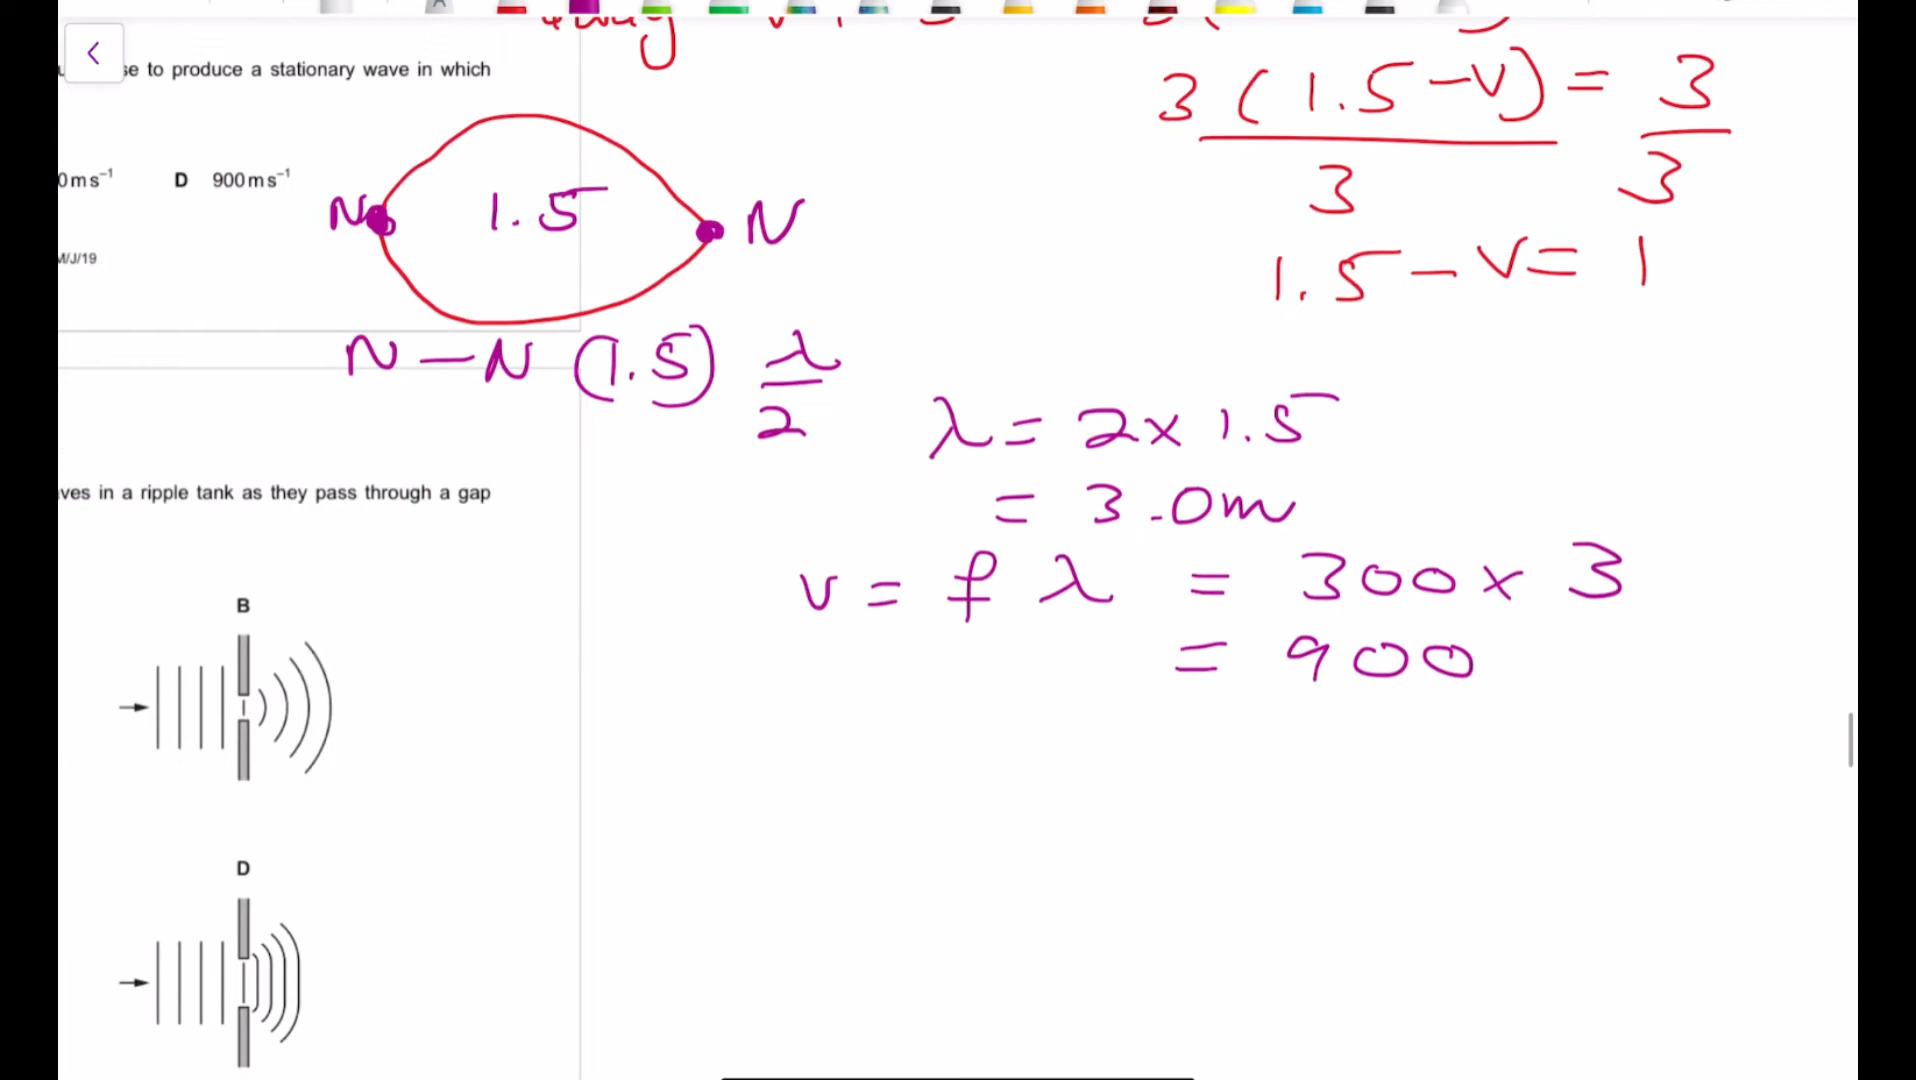 se to produce a stationary wave in which
0 m s⁻¹ D 900 m s⁻¹
M/J/19
N 1.5 N
N – N (1.5) λ/2
3 (1.5 – v) / 3 = 3 / 3
1.5 – v = 1
λ = 2 × 1.5
= 3.0m
v = f λ = 300 × 3
= 900
ves in a ripple tank as they pass through a gap
B
D